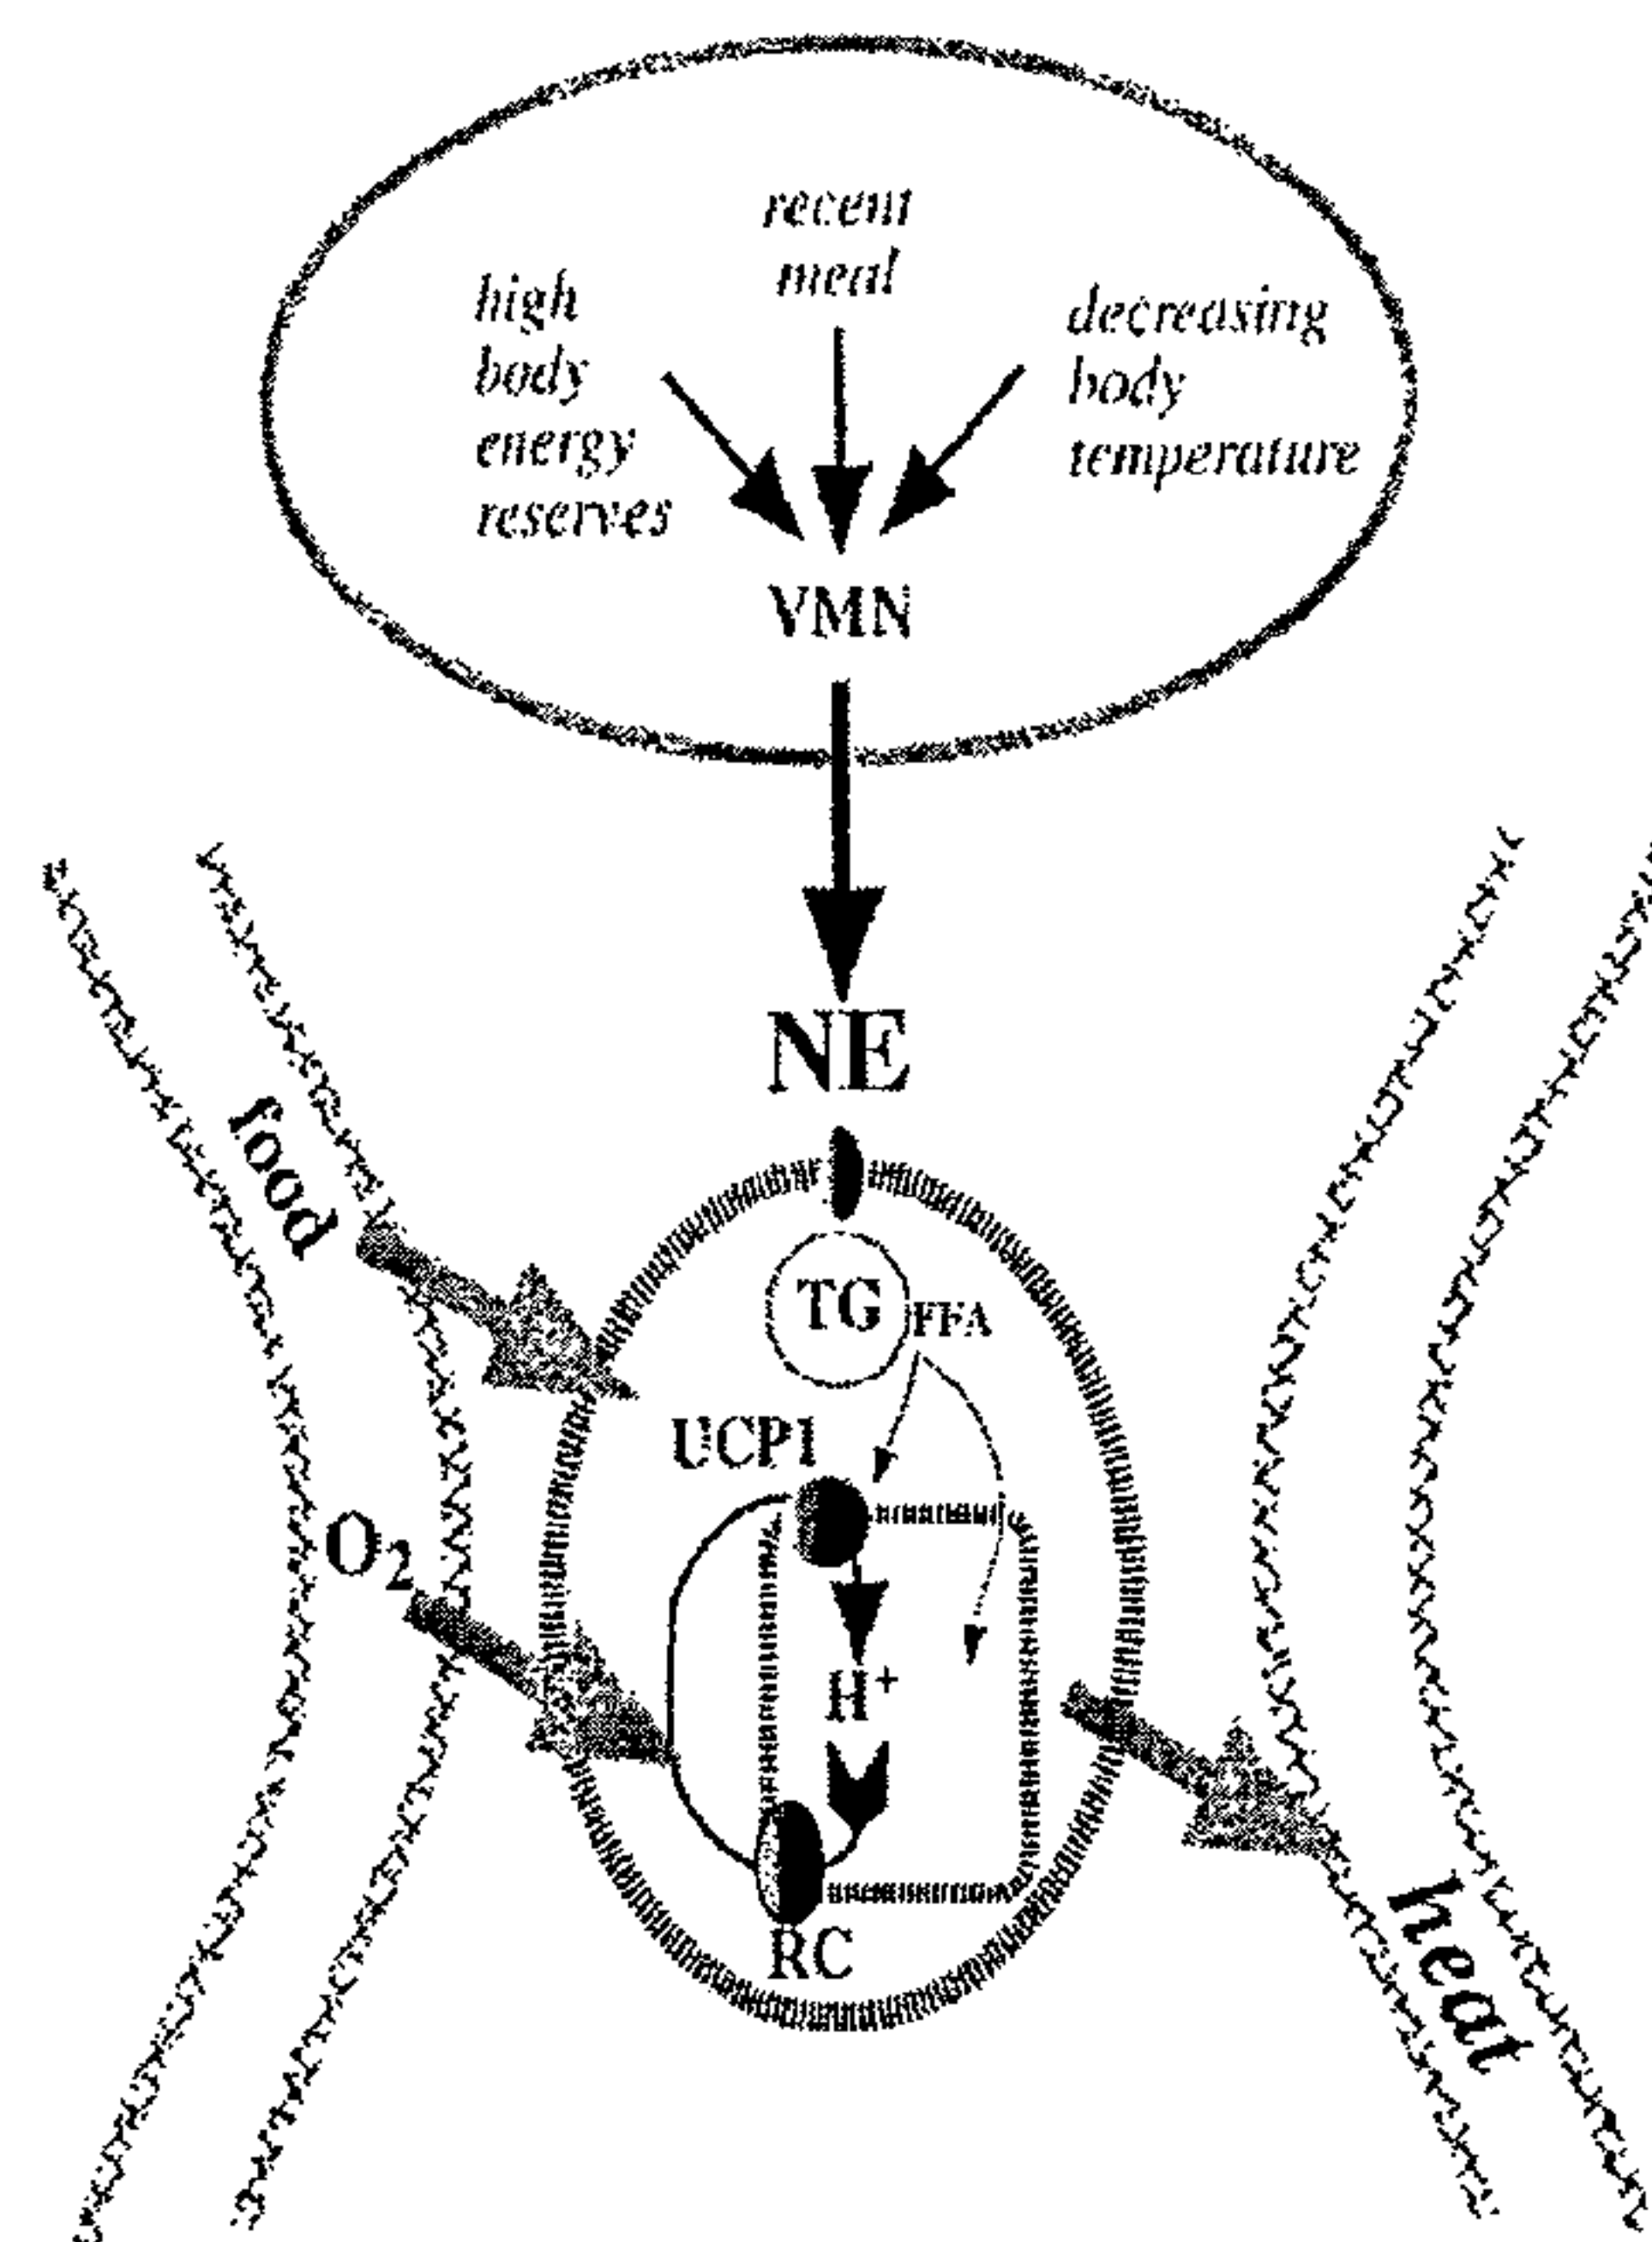 recent
meal
high
body
energy
reserves
decreasing
body
temperature
VMN
NE
food
TG
FFA
UCP1
O₂
H⁺
RC
heat